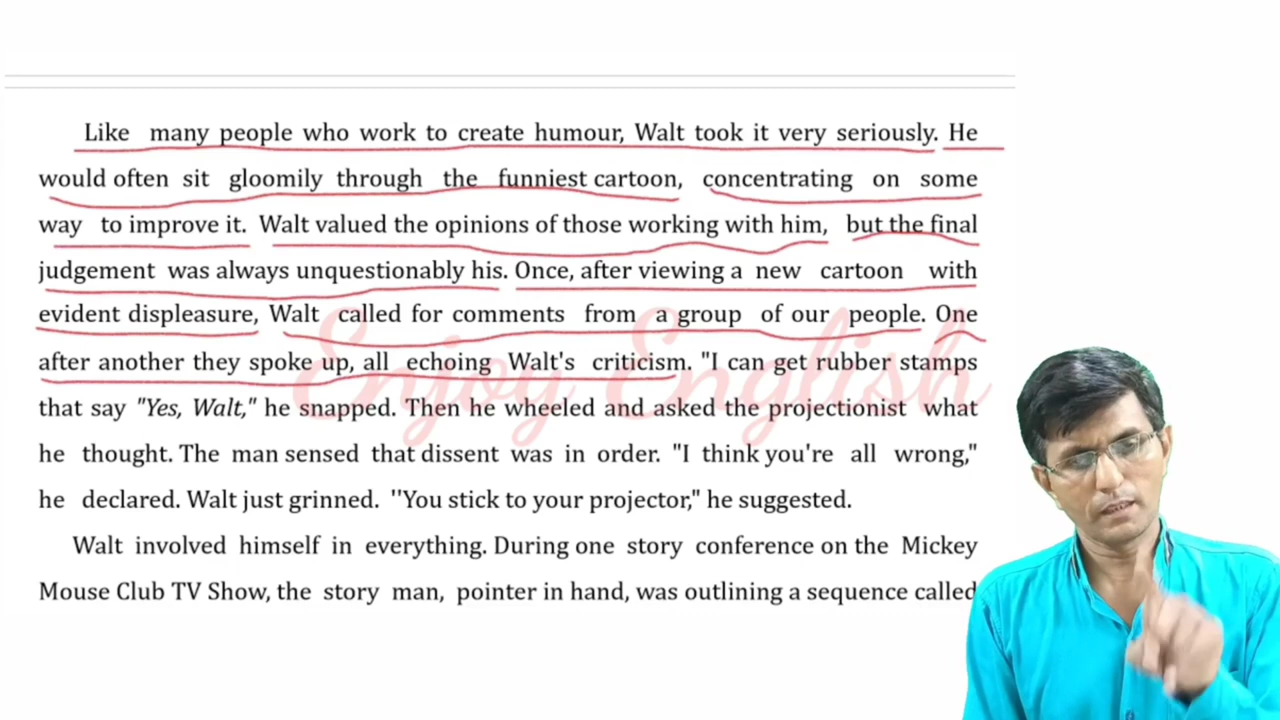 Like many people who work to create humour, Walt took it very seriously. He
would often sit gloomily through the funniest cartoon, concentrating on some
way to improve it. Walt valued the opinions of those working with him, but the final
judgement was always unquestionably his. Once, after viewing a new cartoon with
evident displeasure, Walt called for comments from a group of our people. One
after another they spoke up, all echoing Walt's criticism. "I can get rubber stamps
that say "Yes, Walt," he snapped. Then he wheeled and asked the projectionist what
he thought. The man sensed that dissent was in order. "I think you're all wrong,"
he declared. Walt just grinned. ''You stick to your projector," he suggested.
Walt involved himself in everything. During one story conference on the Mickey
Mouse Club TV Show, the story man, pointer in hand, was outlining a sequence called
Enjoy English